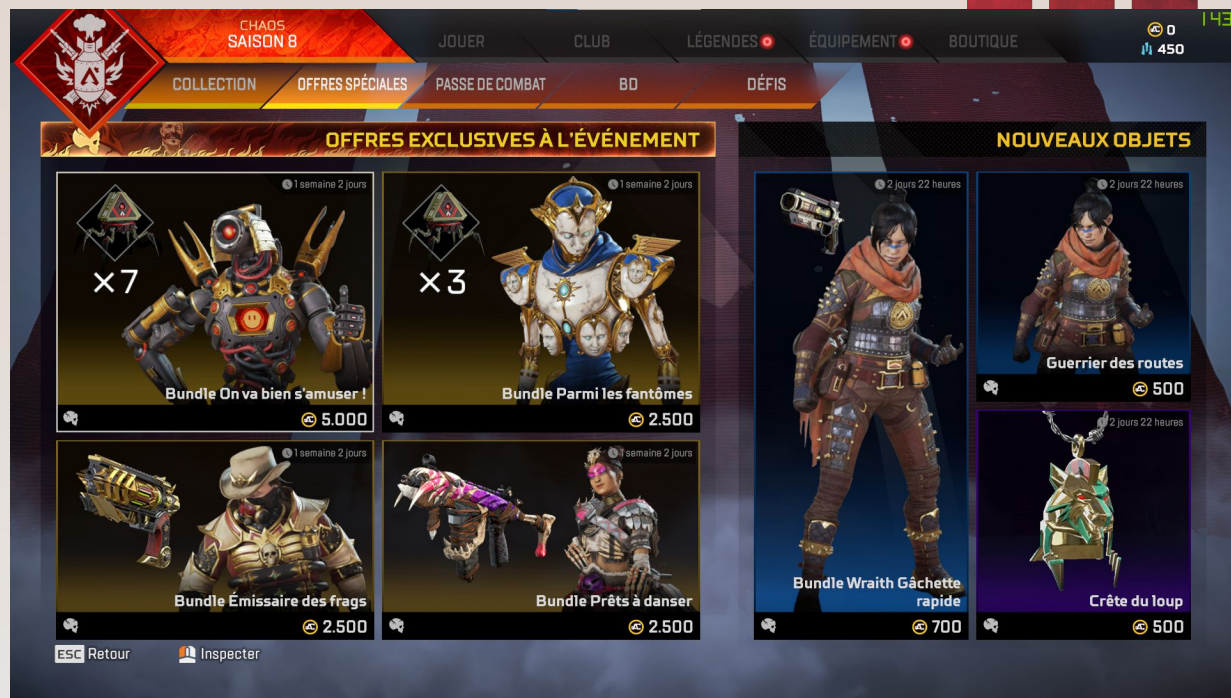 CHAOS
SAISON 8
JOUER
CLUB
LÉGENDES
ÉQUIPEMENT
BOUTIQUE
0
450
143
COLLECTION
OFFRES SPÉCIALES
PASSE DE COMBAT
BD
DÉFIS
OFFRES EXCLUSIVES À L'ÉVÉNEMENT
NOUVEAUX OBJETS
1 semaine 2 jours
×7
Bundle On va bien s'amuser !
5.000
1 semaine 2 jours
×3
Bundle Parmi les fantômes
2.500
1 semaine 2 jours
Bundle Émissaire des frags
2.500
1 semaine 2 jours
Bundle Prêts à danser
2.500
2 jours 22 heures
Bundle Wraith Gâchette
rapide
700
2 jours 22 heures
Guerrier des routes
500
2 jours 22 heures
Crête du loup
500
ESC Retour
Inspecter